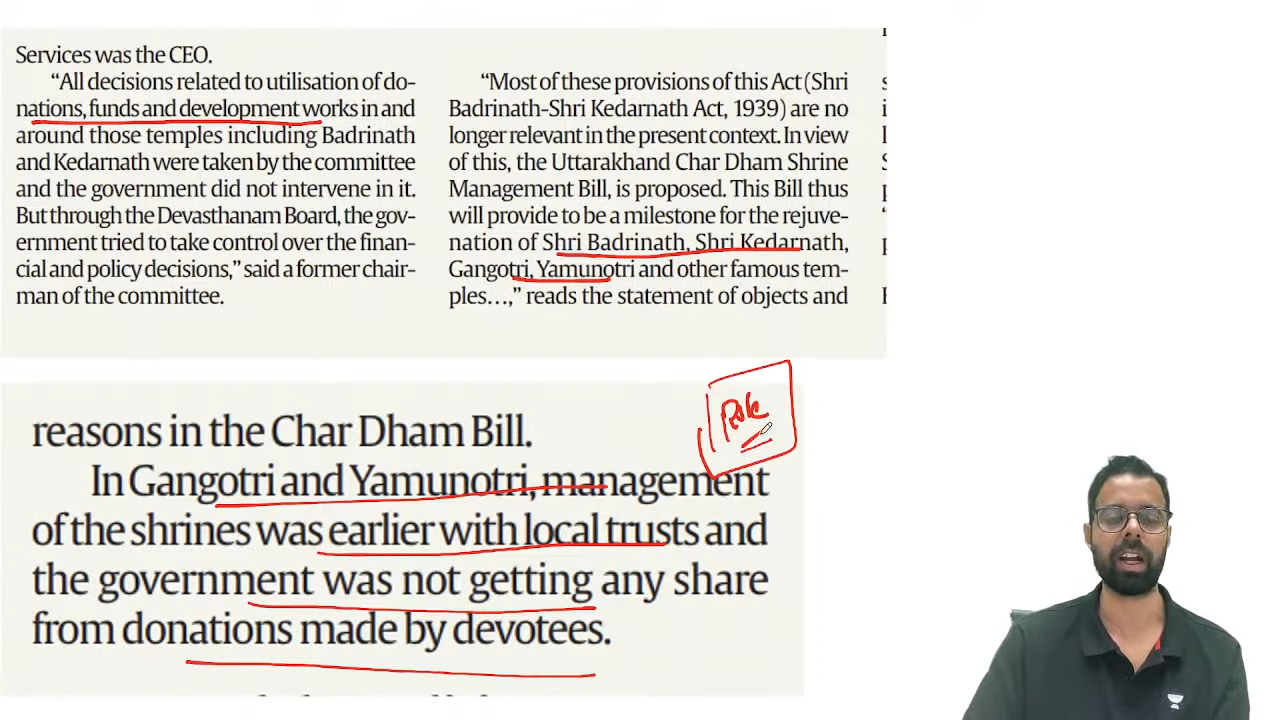 Services was the CEO.
“All decisions related to utilisation of do-
nations, funds and development works in and
around those temples including Badrinath
and Kedarnath were taken by the committee
and the government did not intervene in it.
But through the Devasthanam Board, the gov-
ernment tried to take control over the finan-
cial and policy decisions,” said a former chair-
man of the committee.
“Most of these provisions of this Act (Shri
Badrinath-Shri Kedarnath Act, 1939) are no
longer relevant in the present context. In view
of this, the Uttarakhand Char Dham Shrine
Management Bill, is proposed. This Bill thus
will provide to be a milestone for the rejuve-
nation of Shri Badrinath, Shri Kedarnath,
Gangotri, Yamunotri and other famous tem-
ples...,” reads the statement of objects and
reasons in the Char Dham Bill.
In Gangotri and Yamunotri, management
of the shrines was earlier with local trusts and
the government was not getting any share
from donations made by devotees.